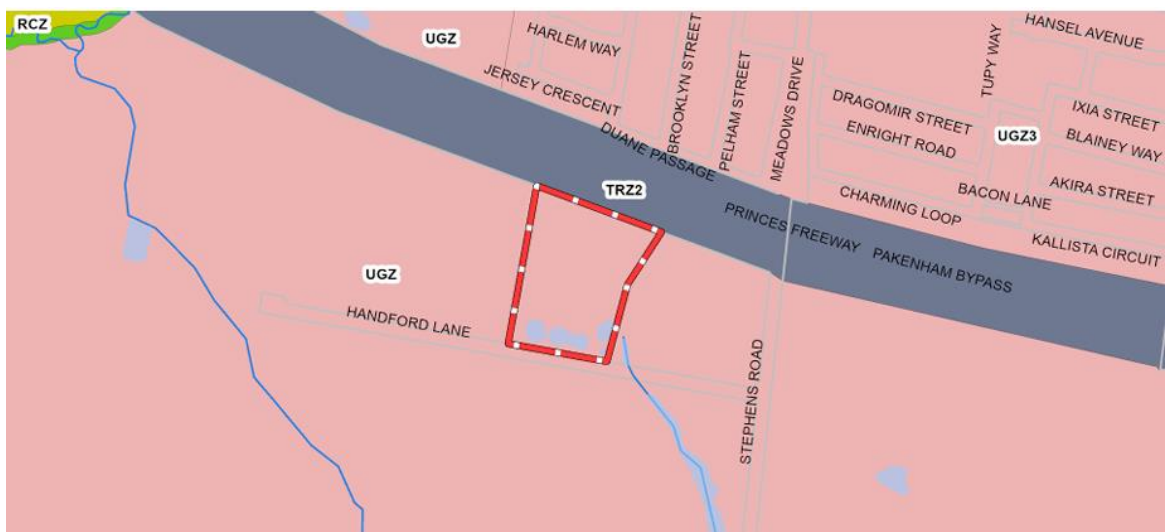 RCZ
UGZ
HARLEM WAY
JERSEY CRESCENT
BROOKLYN STREET
PELHAM STREET
MEADOWS DRIVE
DUANE PASSAGE
HANSEL AVENUE
TUPY WAY
DRAGOMIR STREET
ENRIGHT ROAD
UGZ3
IXIA STREET
BLAINEY WAY
AKIRA STREET
BACON LANE
CHARMING LOOP
KALLISTA CIRCUIT
TRZ2
PRINCES FREEWAY
PAKENHAM BYPASS
UGZ
HANDFORD LANE
STEPHENS ROAD